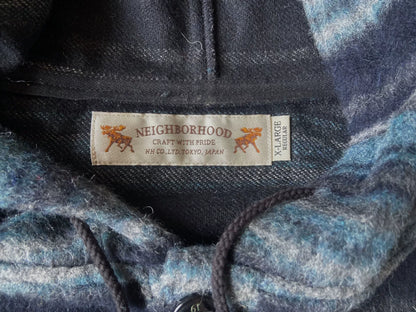 NEIGHBORHOOD
CRAFT WITH PRIDE
NH CO.,LTD.TOKYO, JAPAN
X-LARGE
REGULAR